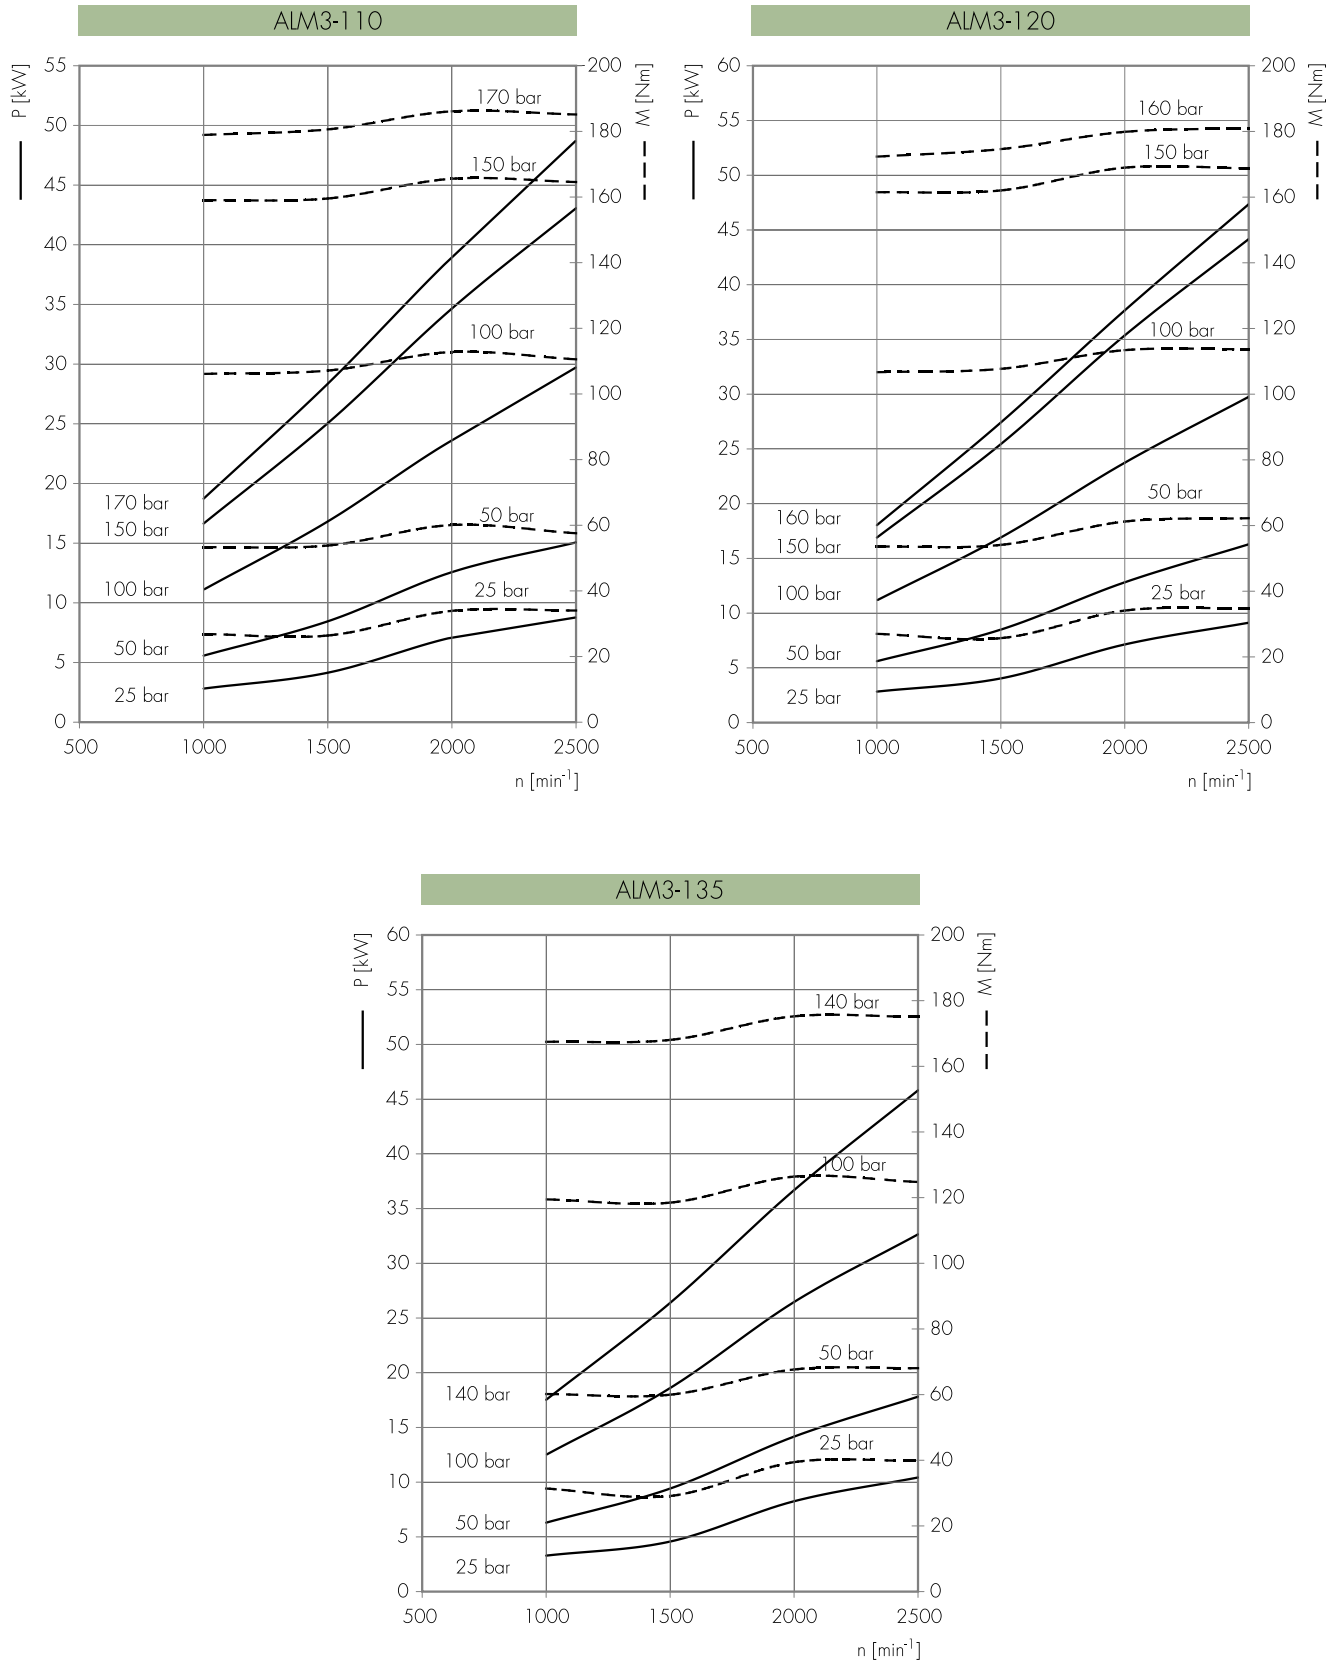 ALM3-110
P [kW]
55
50
45
40
35
30
25
20
15
10
5
0
200
180
160
140
120
100
80
60
40
20
0
M [Nm]
170 bar
150 bar
100 bar
50 bar
25 bar
170 bar
150 bar
100 bar
50 bar
25 bar
500
1000
1500
2000
2500
n [min-1]
ALM3-120
P [kW]
60
55
50
45
40
35
30
25
20
15
10
5
0
200
180
160
140
120
100
80
60
40
20
0
M [Nm]
160 bar
150 bar
100 bar
50 bar
25 bar
160 bar
150 bar
100 bar
50 bar
25 bar
500
1000
1500
2000
2500
n [min-1]
ALM3-135
P [kW]
60
55
50
45
40
35
30
25
20
15
10
5
0
200
180
160
140
120
100
80
60
40
20
0
M [Nm]
140 bar
100 bar
50 bar
25 bar
140 bar
100 bar
50 bar
25 bar
500
1000
1500
2000
2500
n [min-1]